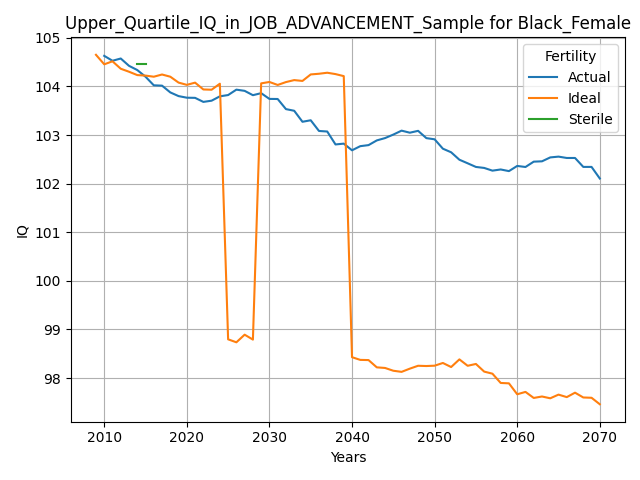 Upper_Quartile_IQ_in_JOB_ADVANCEMENT_Sample for Black_Female
105
104
103
102
101
100
99
98
IQ
Fertility
Actual
Ideal
Sterile
2010 2020 2030 2040 2050 2060 2070
Years